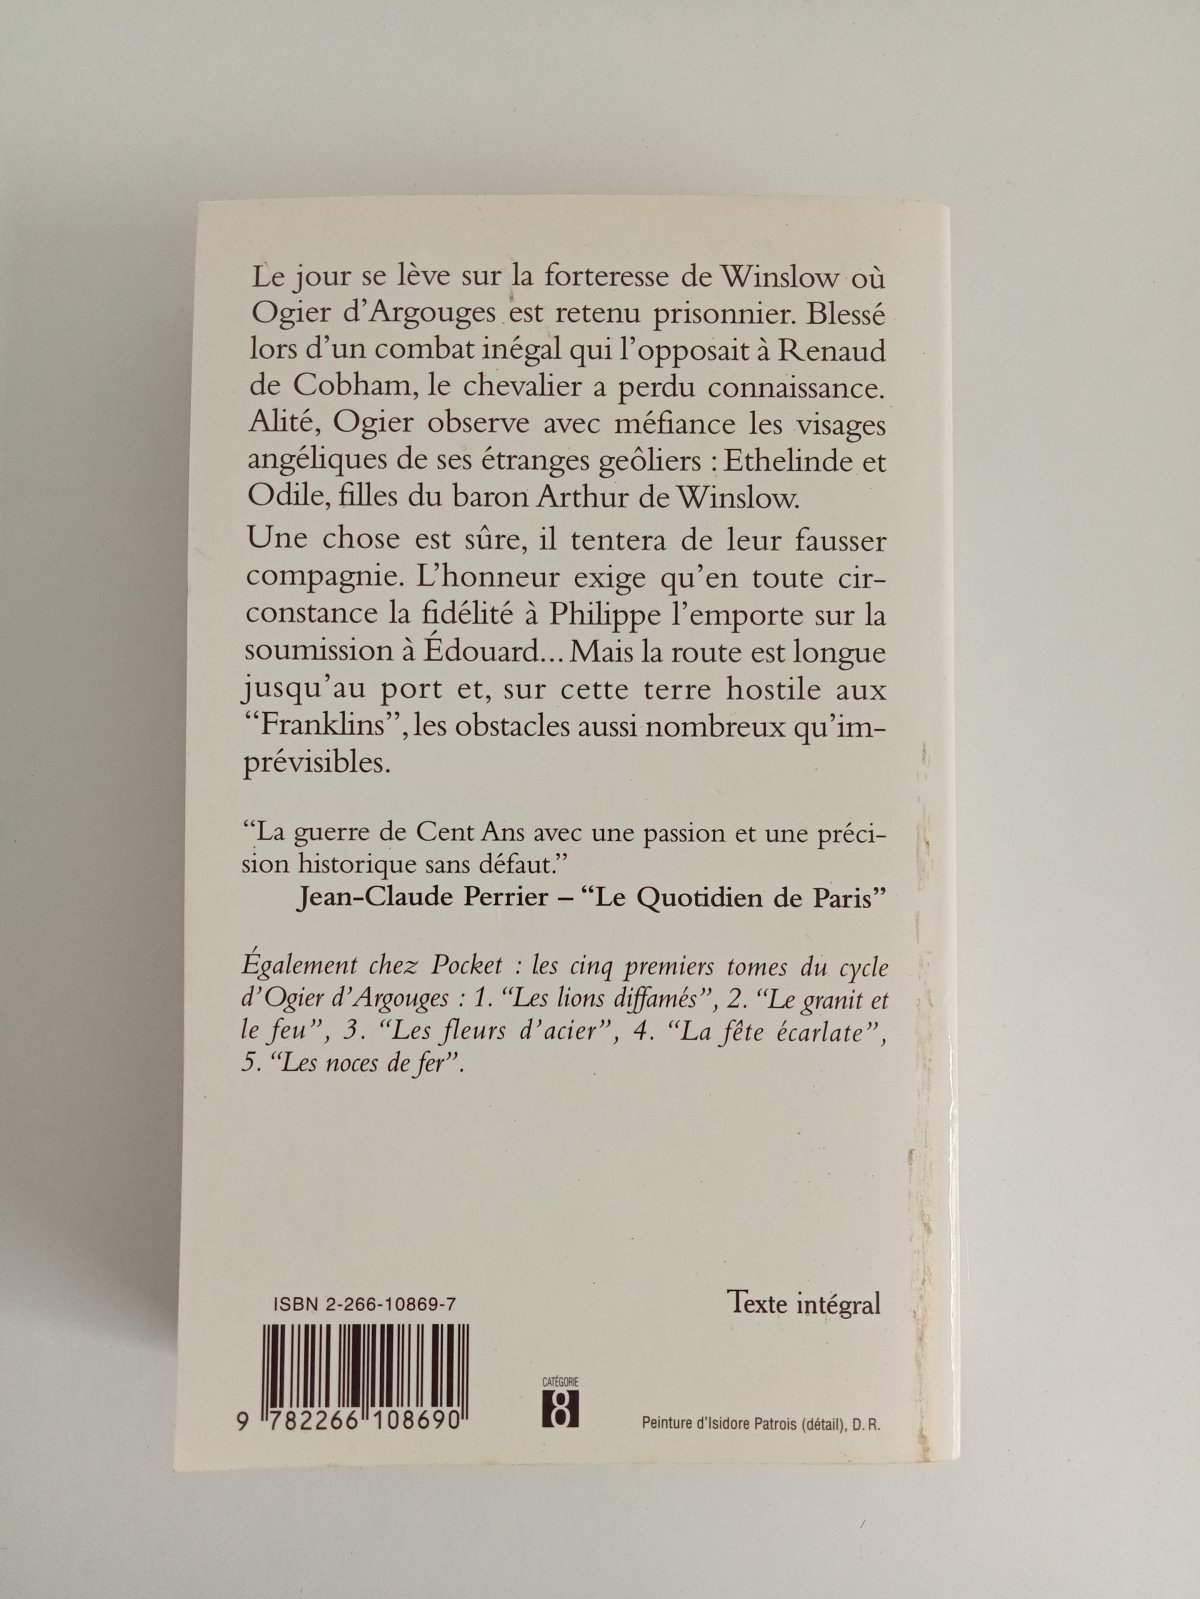 Le jour se lève sur la forteresse de Winslow où
Ogier d'Argouges est retenu prisonnier. Blessé
lors d'un combat inégal qui l'opposait à Renaud
de Cobham, le chevalier a perdu connaissance.
Alité, Ogier observe avec méfiance les visages
angéliques de ses étranges geôliers : Ethelinde et
Odile, filles du baron Arthur de Winslow.
Une chose est sûre, il tentera de leur fausser
compagnie. L'honneur exige qu'en toute cir-
constance la fidélité à Philippe l'emporte sur la
soumission à Édouard... Mais la route est longue
jusqu'au port et, sur cette terre hostile aux
“Franklins”, les obstacles aussi nombreux qu'im-
prévisibles.
“La guerre de Cent Ans avec une passion et une préci-
sion historique sans défaut.”
Jean-Claude Perrier – “Le Quotidien de Paris”
Également chez Pocket : les cinq premiers tomes du cycle
d'Ogier d'Argouges : 1. “Les lions diffamés”, 2. “Le granit et
le feu”, 3. “Les fleurs d'acier”, 4. “La fête écarlate”,
5. “Les noces de fer”.
ISBN 2-266-10869-7
9 782266 108690
Texte intégral
CATÉGORIE
8
Peinture d'Isidore Patrois (détail), D.R.